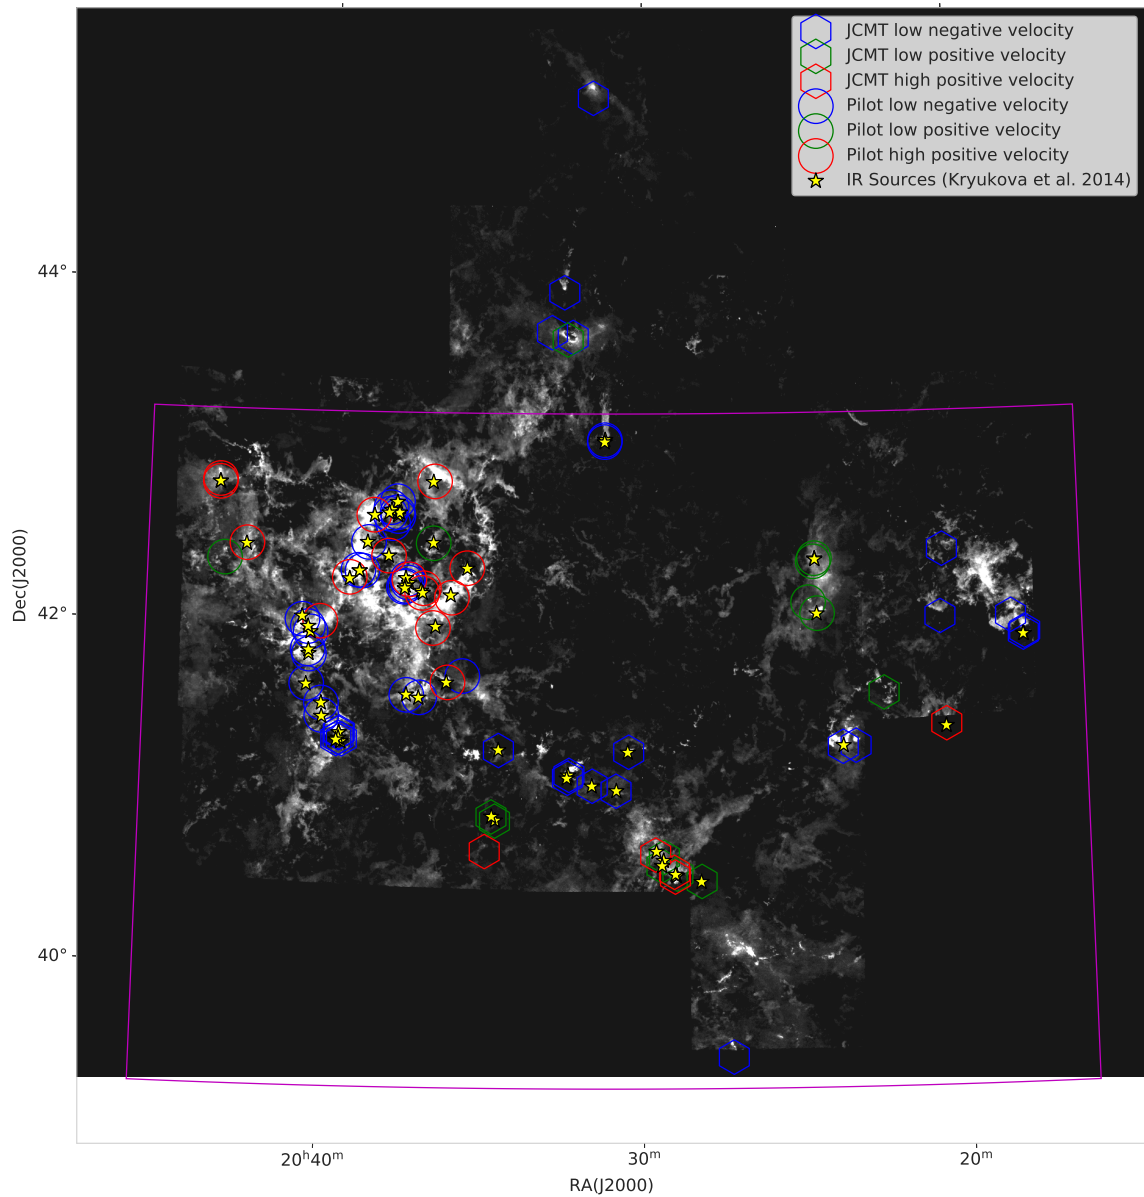 JCMT low negative velocity
JCMT low positive velocity
JCMT high positive velocity
Pilot low negative velocity
Pilot low positive velocity
Pilot high positive velocity
IR Sources (Kryukova et al. 2014)
44°
42°
40°
Dec(J2000)
20ʰ40ᵐ
30ᵐ
20ᵐ
RA(J2000)